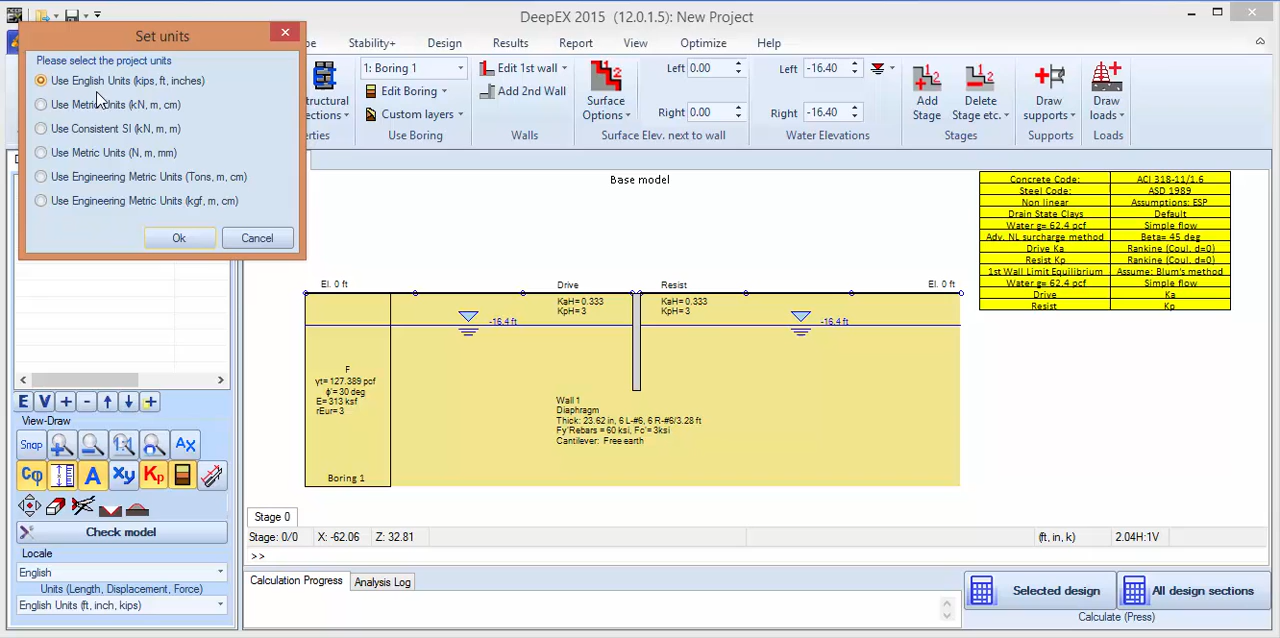 DeepEX 2015 (12.0.1.5): New Project
Set units
Please select the project units
Use English Units (kips, ft, inches)
Use Metric Units (kN, m, cm)
Use Consistent SI (kN, m, m)
Use Metric Units (N, m, mm)
Use Engineering Metric Units (Tons, m, cm)
Use Engineering Metric Units (kgf, m, cm)
Ok
Cancel
Stability+
Design
Results
Report
View
Optimize
Help
1: Boring 1
Edit Boring
Custom layers
Use Boring
Edit 1st wall
Add 2nd Wall
Walls
Surface
Options
Left 0.00
Right 0.00
Surface Elev. next to wall
Left -16.40
Right -16.40
Water Elevations
Add
Stage
Delete
Stage etc.
Stages
Draw
supports
Supports
Draw
loads
Loads
Base model
Concrete Code: ACI 318-11/1.6
Steel Code: ASD 1989
Non linear Assumptions: ESP
Drain State Clays Default
Water g= 62.4 pcf Simple flow
Adv. NL surcharge method Beta= 45 deg
Drive Ka Rankine (Coul. d=0)
Resist Kp Rankine (Coul. d=0)
1st Wall Limit Equilibrium Assume: Blum's method
Water g= 62.4 pcf Simple flow
Drive Ka
Resist Kp
El. 0 ft
Drive
Resist
El. 0 ft
KaH= 0.333
KpH= 3
KaH= 0.333
KpH= 3
-16.4 ft
-16.4 ft
F
γt= 127.389 pcf
ϕ'= 30 deg
E= 313 ksf
rEur= 3
Boring 1
Wall 1
Diaphragm
Thick: 23.62 in, 6 L-#6, 6 R-#6/3.28 ft
Fy'Rebars = 60 ksi, Fc'= 3ksi
Cantilever: Free earth
E V + -
View-Draw
Snap
1:1
Ax
Cφ
A
Xy
Kp
Check model
Locale
English
Units (Length, Displacement, Force)
English Units (ft, inch, kips)
Stage 0
Stage: 0/0
X: -62.06
Z: 32.81
(ft, in, k)
2.04H:1V
>>
Calculation Progress
Analysis Log
Selected design
All design sections
Calculate (Press)